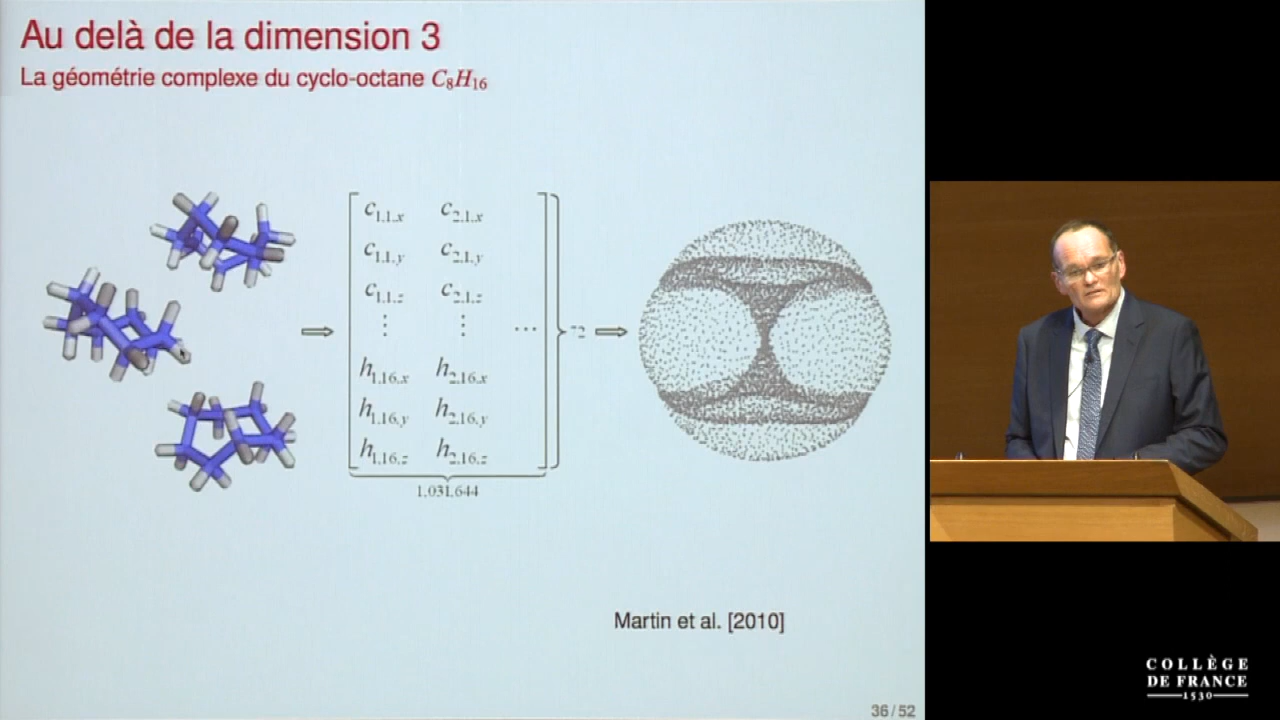 Au delà de la dimension 3
La géométrie complexe du cyclo-octane C₈H₁₆
c₁,₁,ₓ c₂,₁,ₓ
c₁,₁,y c₂,₁,y
c₁,₁,z c₂,₁,z
⋮ ⋮ ⋯ 72
h₁,₁₆,ₓ h₂,₁₆,ₓ
h₁,₁₆,y h₂,₁₆,y
h₁,₁₆,z h₂,₁₆,z
1,031,644
Martin et al. [2010]
36/52
COLLÈGE
DE FRANCE
1530